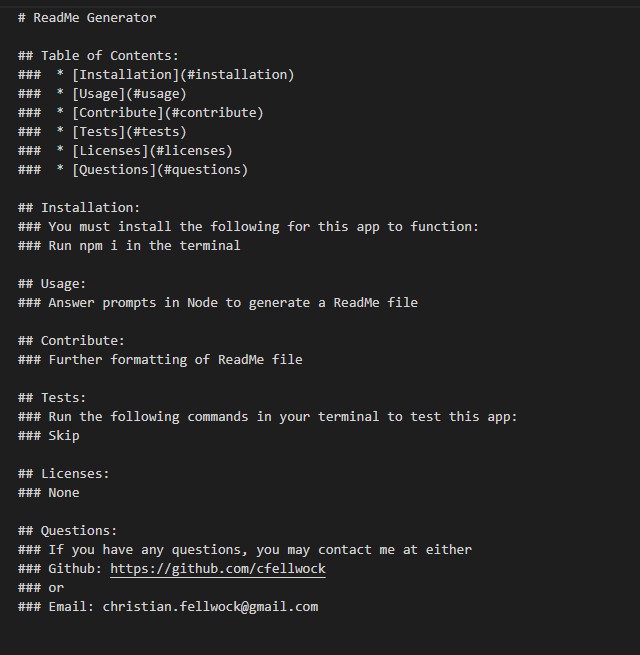 # ReadMe Generator
## Table of Contents:
###  * [Installation](#installation)
###  * [Usage](#usage)
###  * [Contribute](#contribute)
###  * [Tests](#tests)
###  * [Licenses](#licenses)
###  * [Questions](#questions)
## Installation:
### You must install the following for this app to function:
### Run npm i in the terminal
## Usage:
### Answer prompts in Node to generate a ReadMe file
## Contribute:
### Further formatting of ReadMe file
## Tests:
### Run the following commands in your terminal to test this app:
### Skip
## Licenses:
### None
## Questions:
### If you have any questions, you may contact me at either
### Github: https://github.com/cfellwock
### or
### Email: christian.fellwock@gmail.com